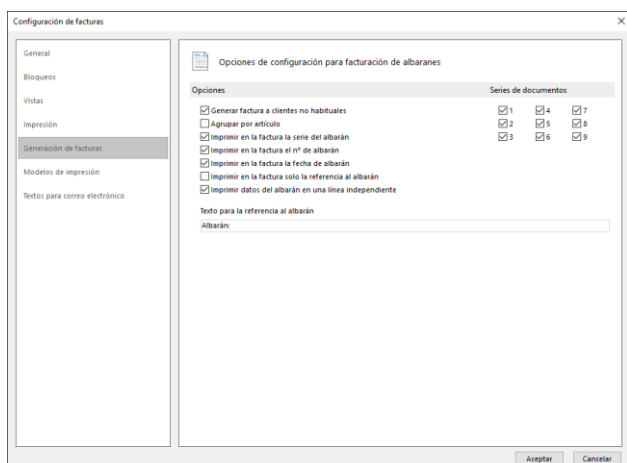 Configuración de facturas
General
Bloqueos
Vistas
Impresión
Generación de facturas
Modelos de impresión
Textos para correo electrónico
Opciones de configuración para facturación de albaranes
Opciones Series de documentos
Generar factura a clientes no habituales 1 4 7
Agrupar por artículo 2 5 8
Imprimir en la factura la serie del albarán 3 6 9
Imprimir en la factura el nº de albarán
Imprimir en la factura la fecha de albarán
Imprimir en la factura solo la referencia al albarán
Imprimir datos del albarán en una línea independiente
Texto para la referencia al albarán
Albarán:
Aceptar Cancelar